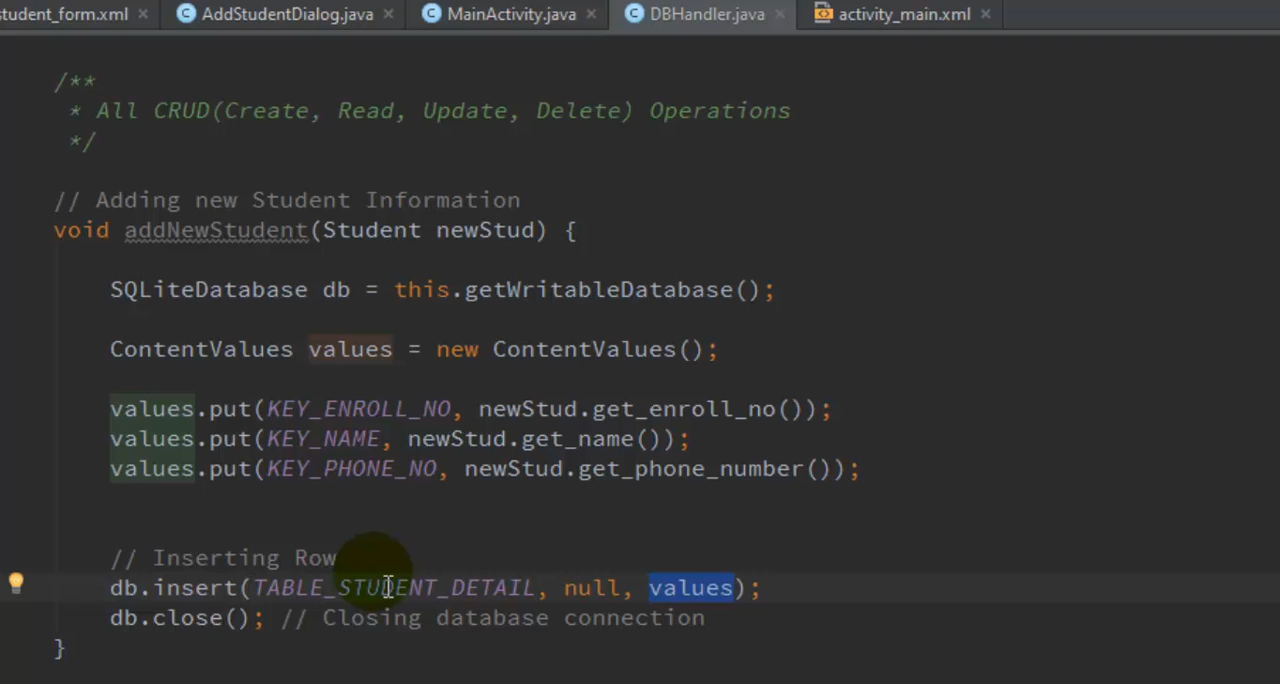 student_form.xml AddStudentDialog.java MainActivity.java DBHandler.java activity_main.xml
/**
* All CRUD(Create, Read, Update, Delete) Operations
*/
// Adding new Student Information
void addNewStudent(Student newStud) {
SQLiteDatabase db = this.getWritableDatabase();
ContentValues values = new ContentValues();
values.put(KEY_ENROLL_NO, newStud.get_enroll_no());
values.put(KEY_NAME, newStud.get_name());
values.put(KEY_PHONE_NO, newStud.get_phone_number());
// Inserting Row
db.insert(TABLE_STUDENT_DETAIL, null, values);
db.close(); // Closing database connection
}